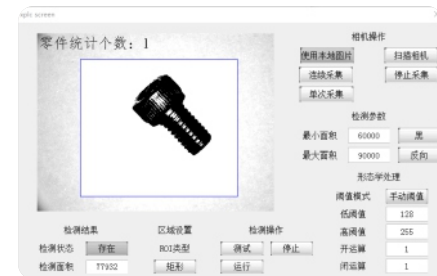 epic screen
零件统计个数: 1
相机操作
使用本地图片 扫描相机
连续采集 停止采集
单次采集
检测参数
最小面积 60000 黑
最大面积 90000 反向
形态学处理
阈值模式 手动阈值
低阈值 128
高阈值 255
开运算 1
闭运算 1
检测结果 区域设置 检测操作
检测状态 存在 ROI类型 测试 停止
检测面积 77932 矩形 运行